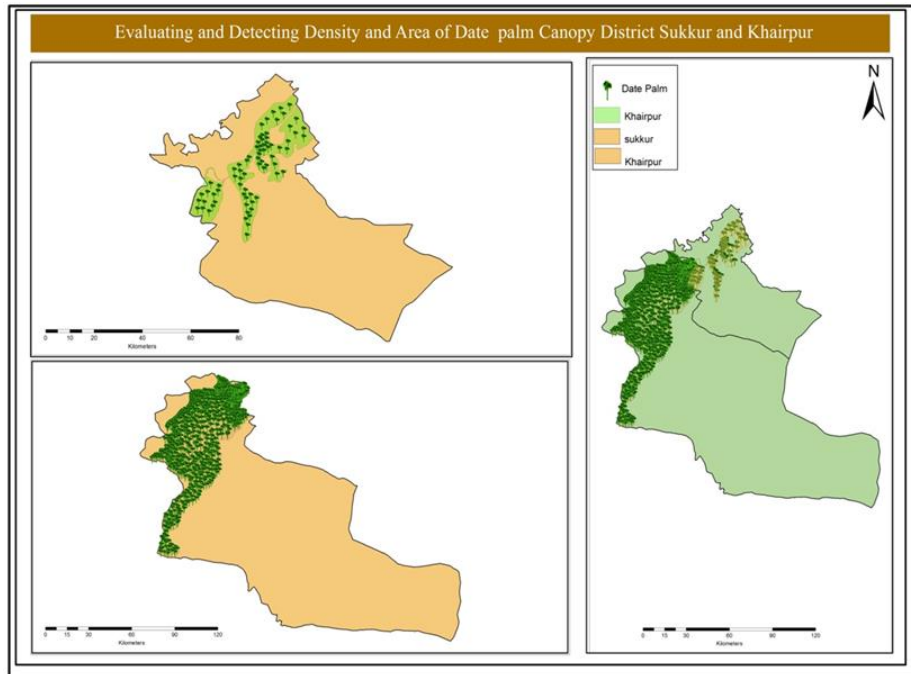 Evaluating and Detecting Density and Area of Date palm Canopy District Sukkur and Khairpur
N
Date Palm
Khairpur
sukkur
Khairpur
0 10 20 40 60 80
Kilometers
0 15 30 60 90 120
Kilometers
0 15 30 60 90 120
Kilometers